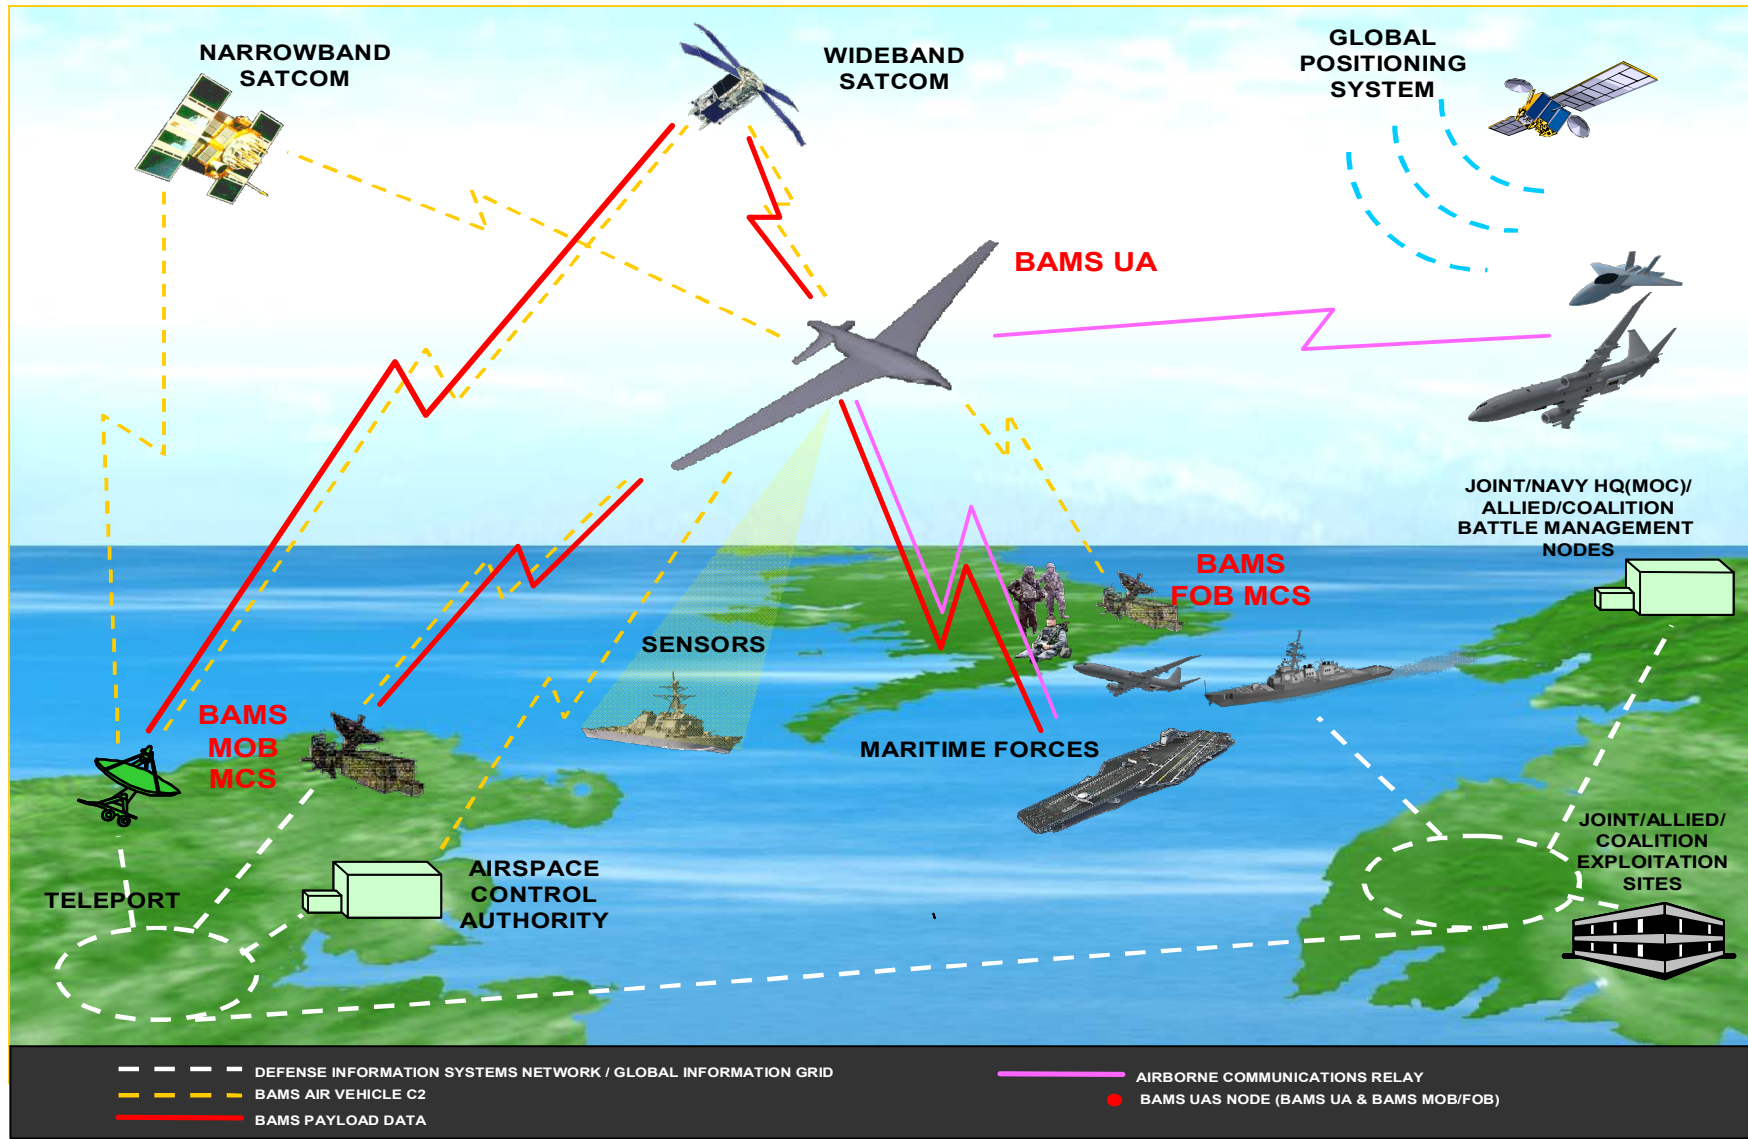 NARROWBAND
SATCOM
WIDEBAND
SATCOM
GLOBAL
POSITIONING
SYSTEM
BAMS UA
JOINT/NAVY HQ(MOC)/
ALLIED/COALITION
BATTLE MANAGEMENT
NODES
BAMS
FOB MCS
SENSORS
BAMS
MOB
MCS
MARITIME FORCES
JOINT/ALLIED/
COALITION
EXPLOITATION
SITES
TELEPORT
AIRSPACE
CONTROL
AUTHORITY
DEFENSE INFORMATION SYSTEMS NETWORK / GLOBAL INFORMATION GRID
BAMS AIR VEHICLE C2
BAMS PAYLOAD DATA
AIRBORNE COMMUNICATIONS RELAY
BAMS UAS NODE (BAMS UA & BAMS MOB/FOB)